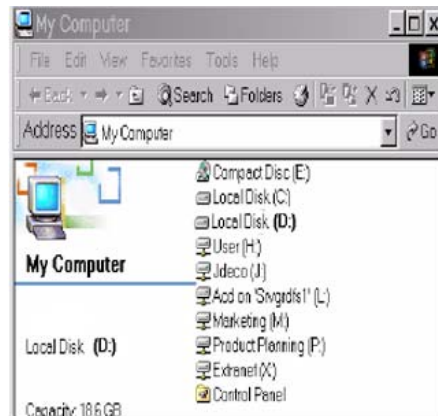 My Computer
File Edit View Favorites Tools Help
Back Search Folders
Address My Computer Go
Compact Disc (E:)
Local Disk (C:)
Local Disk (D:)
User (H:)
Jdeco (J:)
My Computer
Acd on 'Srvgrdfs1' (L:)
Marketing (M:)
Local Disk (D:)
Product Planning (P:)
Extranet (X:)
Control Panel
Capacity: 18.6 GB